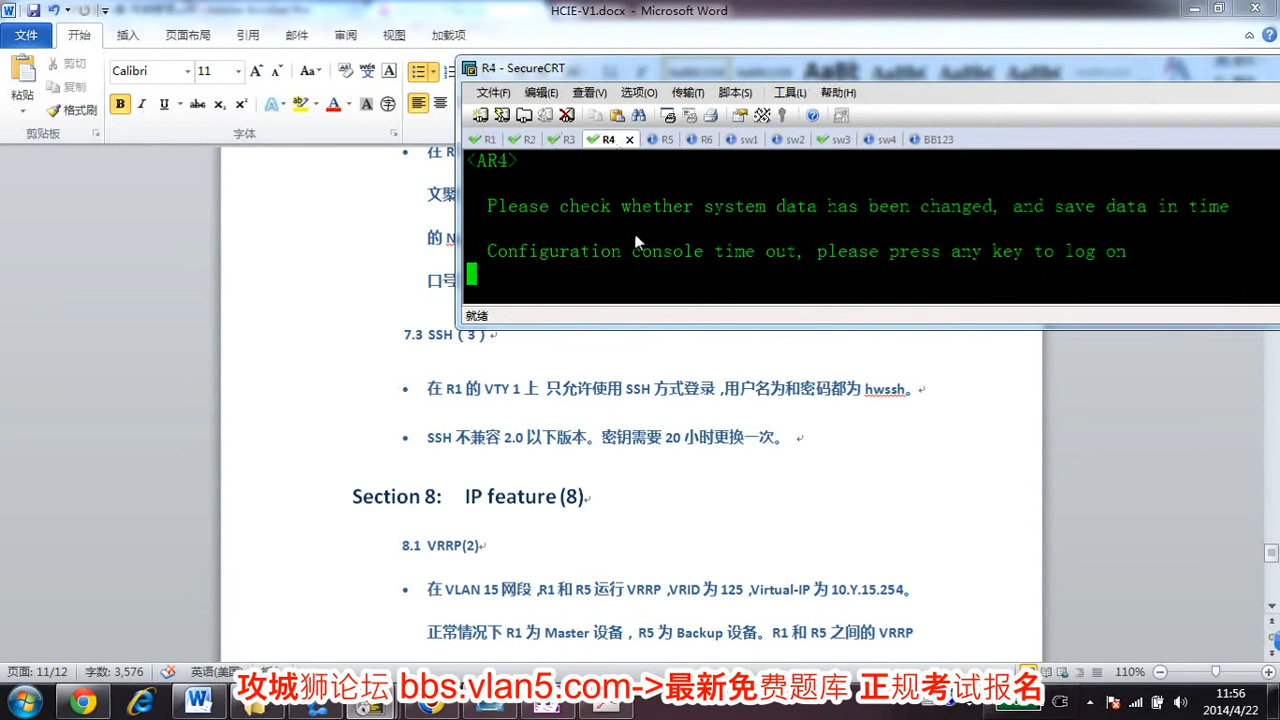 HCIE-V1.docx - Microsoft Word
文件 开始 插入 页面布局 引用 邮件 审阅 视图 加载项
剪切
复制
粘贴 格式刷
Calibri 11
剪贴板 字体
R4 - SecureCRT
文件(F) 编辑(E) 查看(V) 选项(O) 传输(T) 脚本(S) 工具(L) 帮助(H)
R1 R2 R3 R4 R5 R6 sw1 sw2 sw3 sw4 BB123
<AR4>
Please check whether system data has been changed, and save data in time
Configuration console time out, please press any key to log on
就绪
在 R
文聚
的 N
口号
7.3 SSH（3）
在 R1 的 VTY 1 上 只允许使用 SSH 方式登录 ,用户名为和密码都为 hwssh。
SSH 不兼容 2.0 以下版本。密钥需要 20 小时更换一次。
Section 8: IP feature (8)
8.1 VRRP(2)
在 VLAN 15 网段 ,R1 和 R5 运行 VRRP ,VRID 为 125 ,Virtual-IP 为 10.Y.15.254。
正常情况下 R1 为 Master 设备，R5 为 Backup 设备。R1 和 R5 之间的 VRRP
页面: 11/12 字数: 3,576 英语(美国) 110%
攻城狮论坛 bbs.vlan5.com->最新免费题库 正规考试报名
11:56
2014/4/22